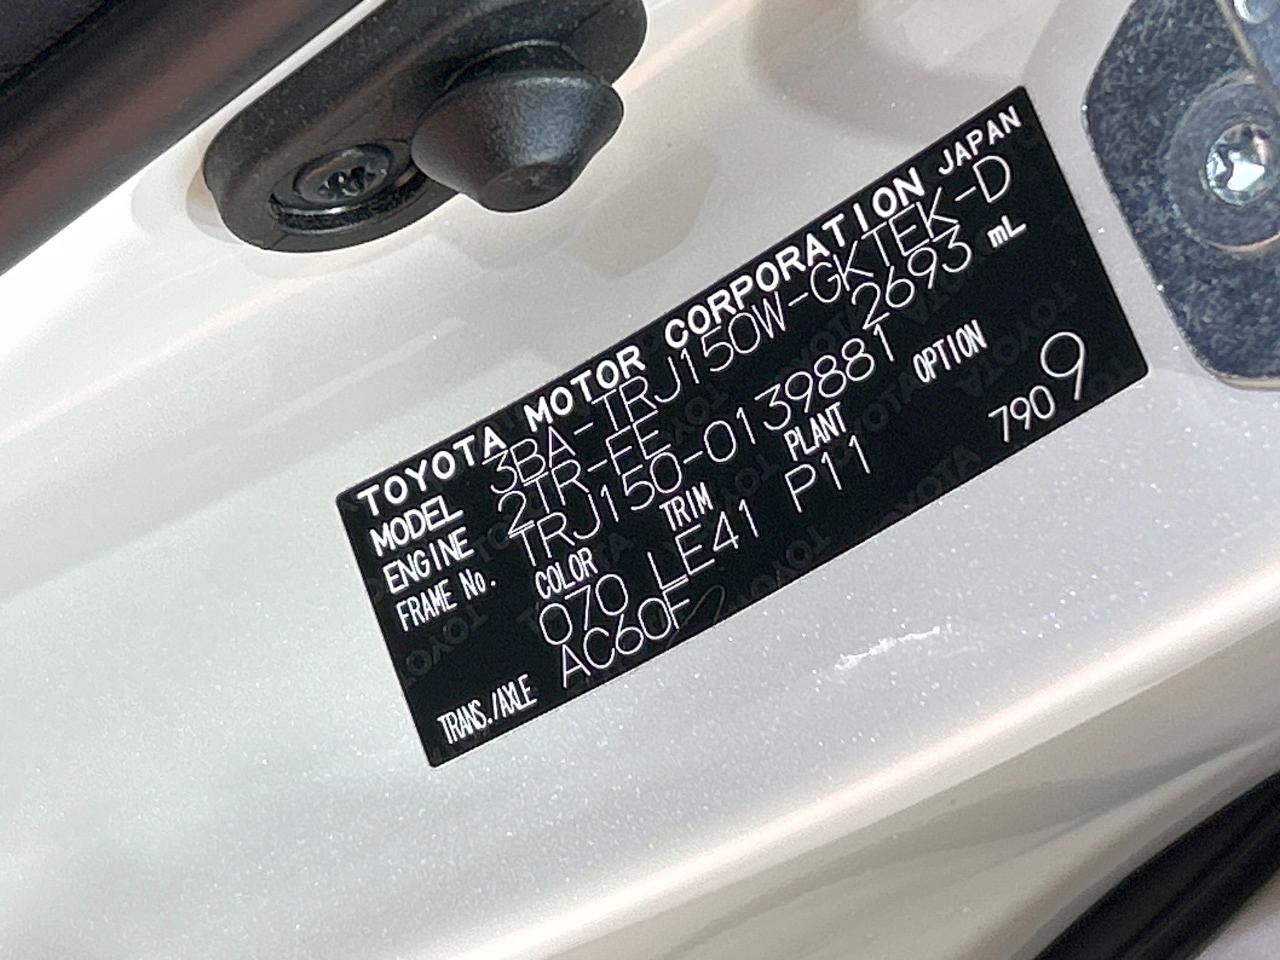 TOYOTA MOTOR CORPORATION JAPAN
MODEL 3BA-TRJ150W-GKTEK-D
ENGINE 2TR-FE 2693 mL
FRAME No. TRJ150-0139881
COLOR TRIM PLANT OPTION
070 LE41 P11 790 9
TRANS./AXLE AC60F